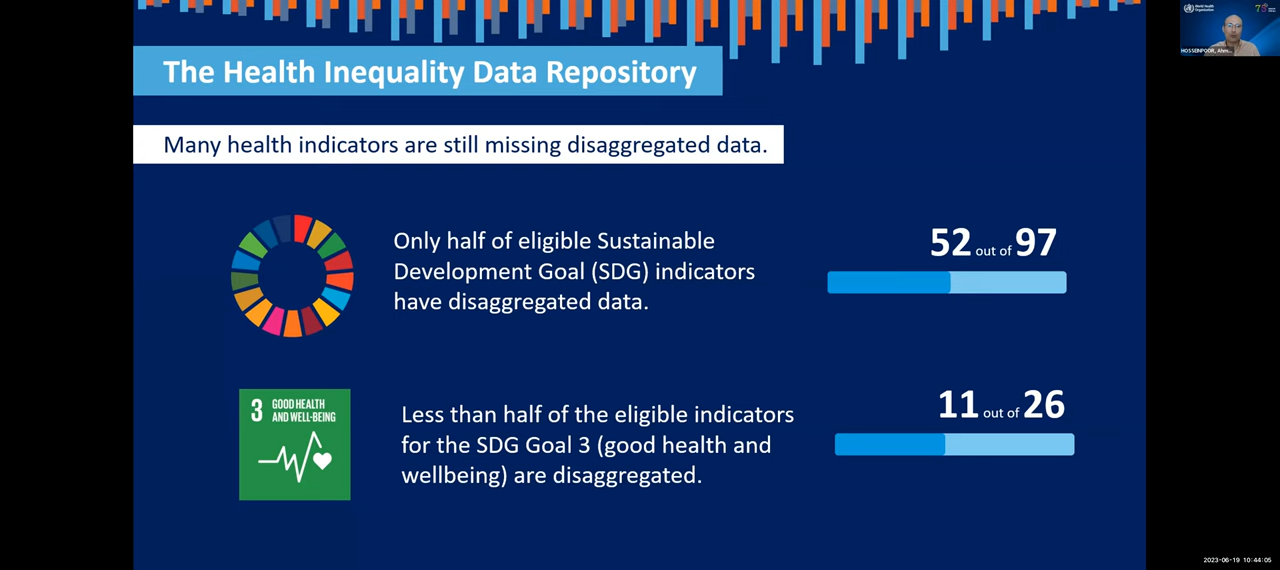 The Health Inequality Data Repository
Many health indicators are still missing disaggregated data.
Only half of eligible Sustainable
Development Goal (SDG) indicators
have disaggregated data.
52 out of 97
3 GOOD HEALTH
AND WELL-BEING
Less than half of the eligible indicators
for the SDG Goal 3 (good health and
wellbeing) are disaggregated.
11 out of 26
World Health
Organization
HOSSEINPOOR, Ahm...
2023-06-19 10:44:05